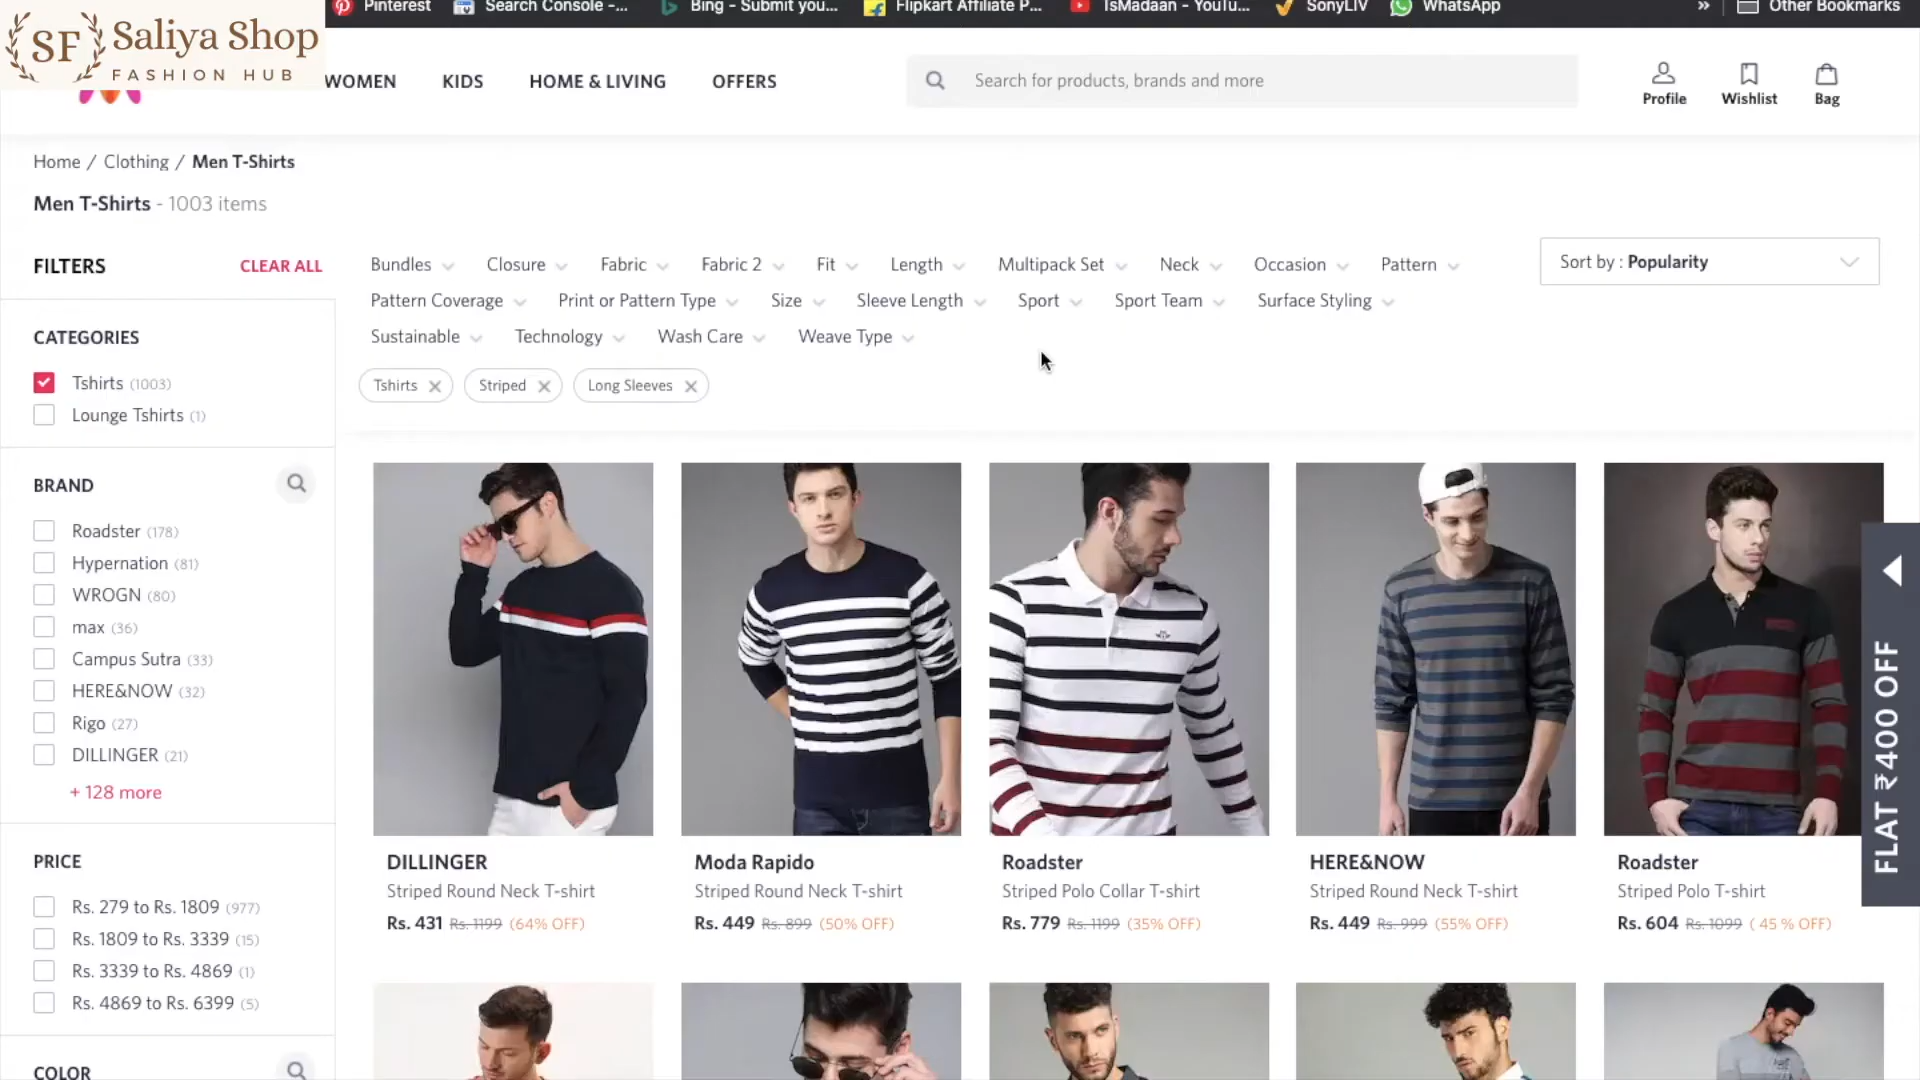 Pinterest Search Console -... Bing - Submit you... Flipkart Affiliate P... TsMadaan - YouTu... SonyLIV WhatsApp » Other Bookmarks
SF Saliya Shop
FASHION HUB
WOMEN KIDS HOME & LIVING OFFERS Search for products, brands and more Profile Wishlist Bag
Home / Clothing / Men T-Shirts
Men T-Shirts - 1003 items
FILTERS CLEAR ALL
Bundles Closure Fabric Fabric 2 Fit Length Multipack Set Neck Occasion Pattern
Sort by : Popularity
Pattern Coverage Print or Pattern Type Size Sleeve Length Sport Sport Team Surface Styling
Sustainable Technology Wash Care Weave Type
Tshirts Striped Long Sleeves
CATEGORIES
Tshirts (1003)
Lounge Tshirts (1)
BRAND
Roadster (178)
Hypernation (81)
WROGN (80)
max (36)
Campus Sutra (33)
HERE&NOW (32)
Rigo (27)
DILLINGER (21)
+ 128 more
PRICE
Rs. 279 to Rs. 1809 (977)
Rs. 1809 to Rs. 3339 (15)
Rs. 3339 to Rs. 4869 (1)
Rs. 4869 to Rs. 6399 (5)
COLOR
DILLINGER
Striped Round Neck T-shirt
Rs. 431 Rs. 1199 (64% OFF)
Moda Rapido
Striped Round Neck T-shirt
Rs. 449 Rs. 899 (50% OFF)
Roadster
Striped Polo Collar T-shirt
Rs. 779 Rs. 1199 (35% OFF)
HERE&NOW
Striped Round Neck T-shirt
Rs. 449 Rs. 999 (55% OFF)
Roadster
Striped Polo T-shirt
Rs. 604 Rs. 1099 ( 45 % OFF)
FLAT ₹400 OFF